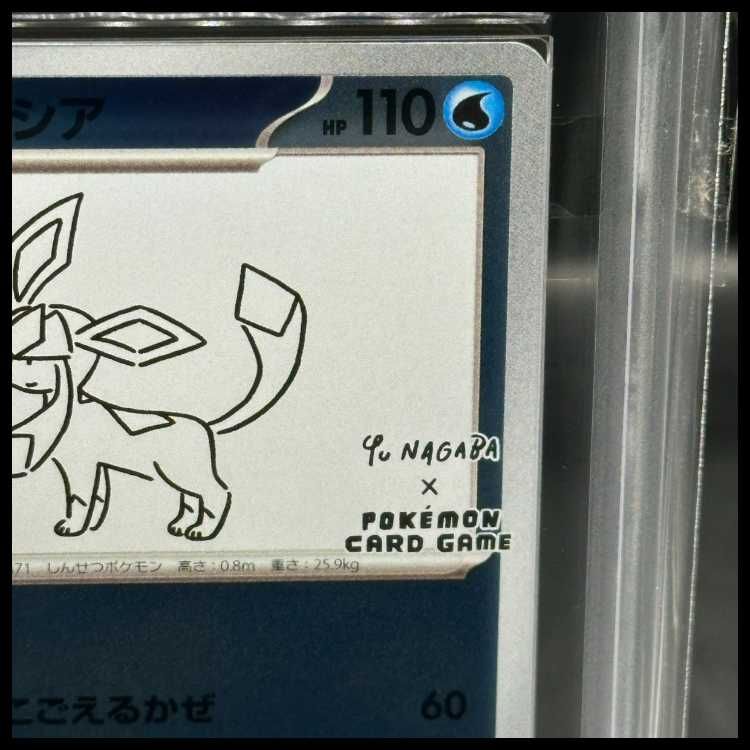 シア HP 110
Yu NAGABA
×
POKÉMON
CARD GAME
71 しんせつポケモン 高さ:0.8m 重さ:25.9kg
こごえるかぜ 60